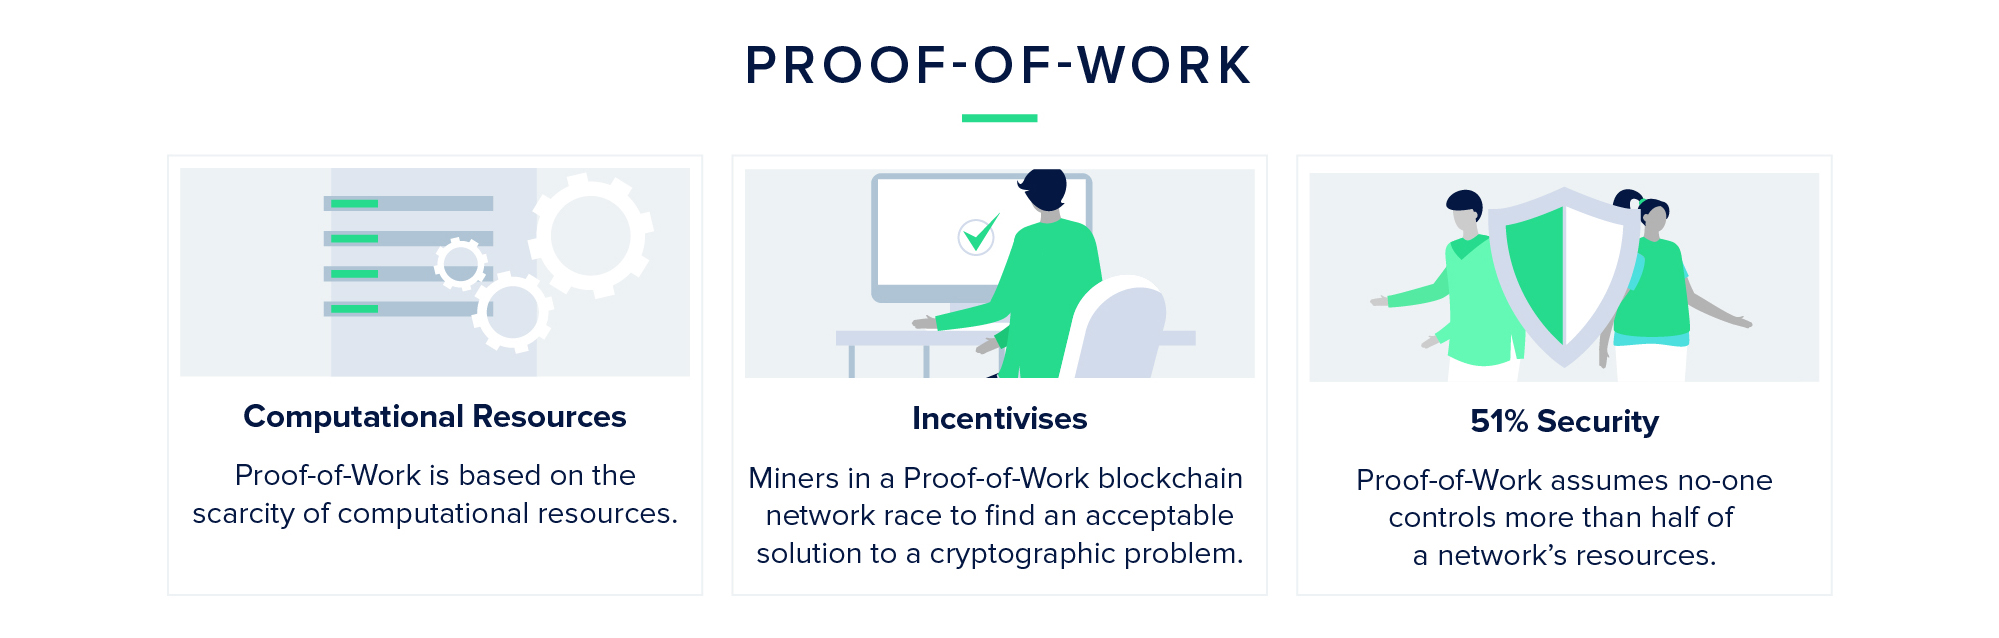 PROOF-OF-WORK
Computational Resources
Proof-of-Work is based on the
scarcity of computational resources.
Incentivises
Miners in a Proof-of-Work blockchain
network race to find an acceptable
solution to a cryptographic problem.
51% Security
Proof-of-Work assumes no-one
controls more than half of
a network’s resources.